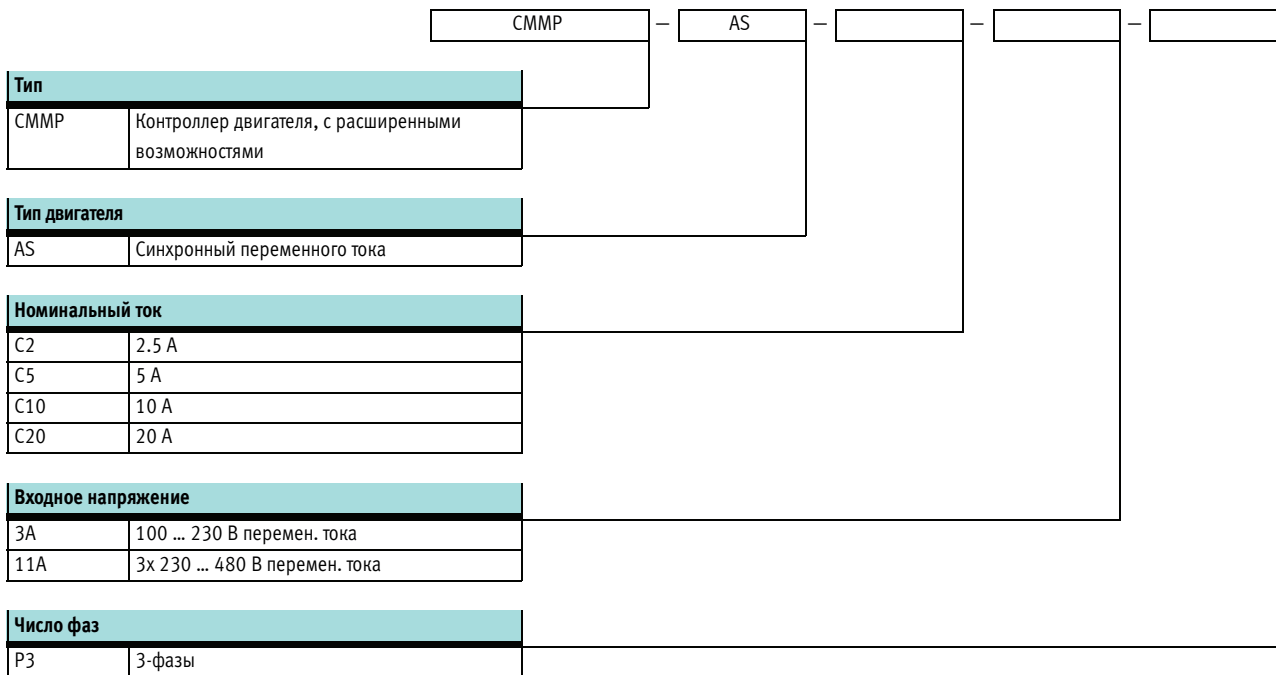 CMMP – AS – – –
Тип
CMMP Контроллер двигателя, с расширенными
возможностями
Тип двигателя
AS Синхронный переменного тока
Номинальный ток
C2 2.5 A
C5 5 A
C10 10 A
C20 20 A
Входное напряжение
3A 100 ... 230 В перемен. тока
11A 3x 230 ... 480 В перемен. тока
Число фаз
P3 3-фазы